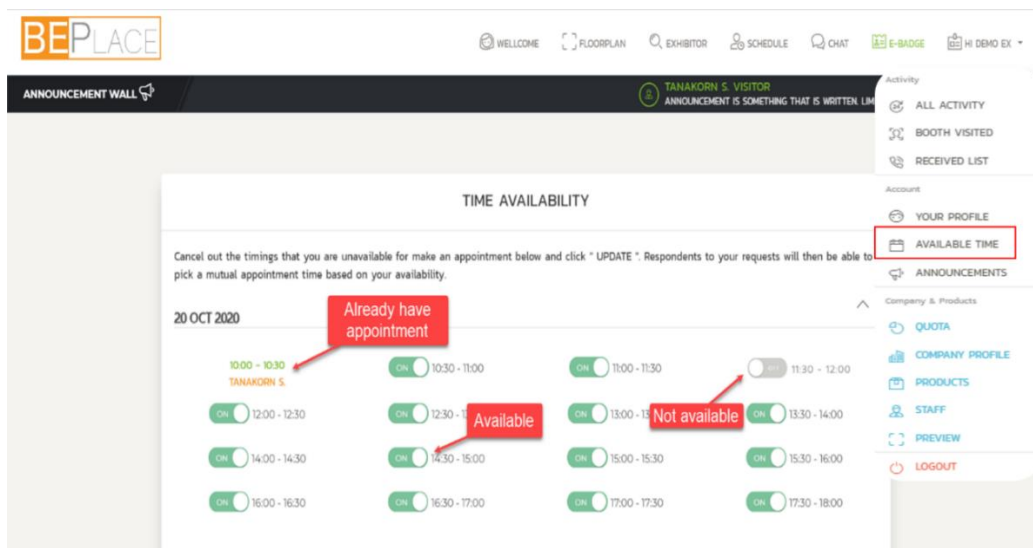 BEPLACE
WELLCOME FLOORPLAN EXHIBITOR SCHEDULE CHAT E-BADGE HI DEMO EX
ANNOUNCEMENT WALL
TANAKORN S. VISITOR
ANNOUNCEMENT IS SOMETHING THAT IS WRITTEN. LIM
Activity
ALL ACTIVITY
BOOTH VISITED
RECEIVED LIST
Account
YOUR PROFILE
AVAILABLE TIME
ANNOUNCEMENTS
Company & Products
QUOTA
COMPANY PROFILE
PRODUCTS
STAFF
PREVIEW
LOGOUT
TIME AVAILABILITY
Cancel out the timings that you are unavailable for make an appointment below and click " UPDATE ". Respondents to your requests will then be able to
pick a mutual appointment time based on your availability.
20 OCT 2020
Already have
appointment
10:00 - 10:30
TANAKORN S.
ON 10:30 - 11:00
ON 11:00 - 11:30
11:30 - 12:00
ON 12:00 - 12:30
ON 12:30 - 1
Available
ON 13:00 - 13
Not available
ON 13:30 - 14:00
ON 14:00 - 14:30
ON 14:30 - 15:00
ON 15:00 - 15:30
ON 15:30 - 16:00
ON 16:00 - 16:30
ON 16:30 - 17:00
ON 17:00 - 17:30
ON 17:30 - 18:00